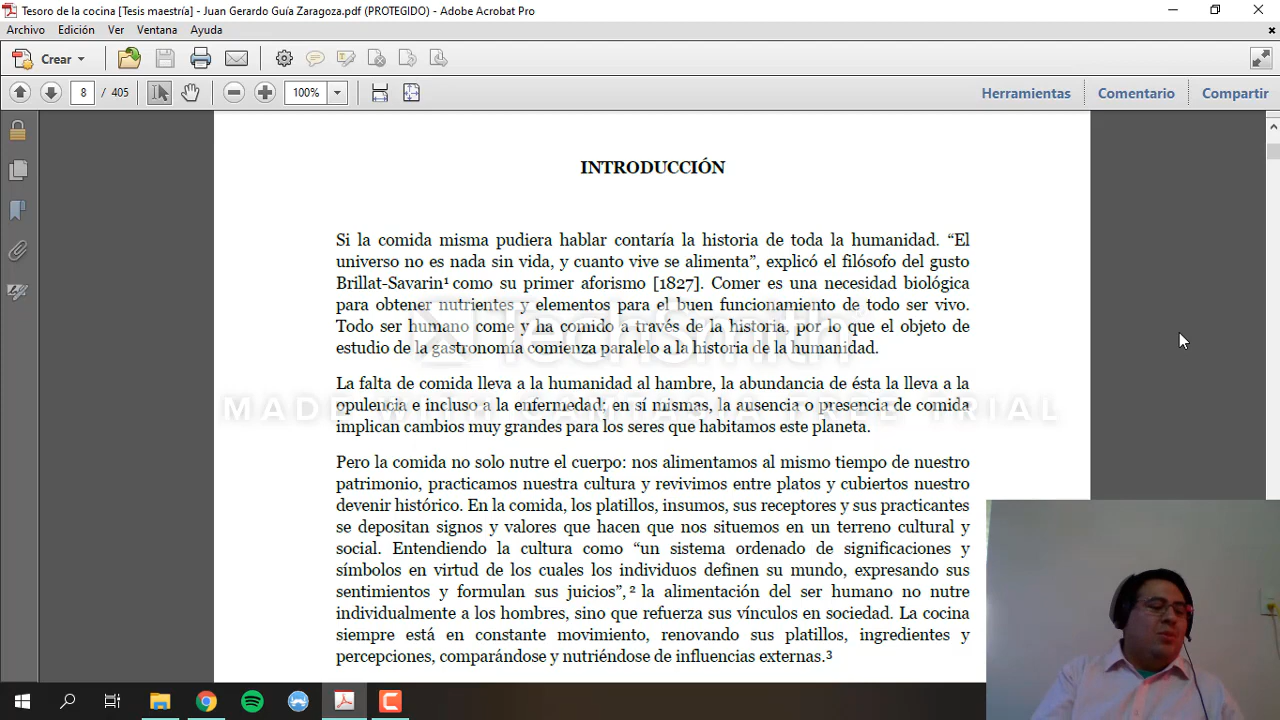 Tesoro de la cocina [Tesis maestría] - Juan Gerardo Guía Zaragoza.pdf (PROTEGIDO) - Adobe Acrobat Pro
Archivo Edición Ver Ventana Ayuda
Crear
8 / 405 100% Herramientas Comentario Compartir
INTRODUCCIÓN
Si la comida misma pudiera hablar contaría la historia de toda la humanidad. “El
universo no es nada sin vida, y cuanto vive se alimenta”, explicó el filósofo del gusto
Brillat-Savarin¹ como su primer aforismo [1827]. Comer es una necesidad biológica
para obtener nutrientes y elementos para el buen funcionamiento de todo ser vivo.
Todo ser humano come y ha comido a través de la historia, por lo que el objeto de
estudio de la gastronomía comienza paralelo a la historia de la humanidad.
TechSmith
La falta de comida lleva a la humanidad al hambre, la abundancia de ésta la lleva a la
opulencia e incluso a la enfermedad; en sí mismas, la ausencia o presencia de comida
implican cambios muy grandes para los seres que habitamos este planeta.
MADE WITH CAMTASIA FREE TRIAL
Pero la comida no solo nutre el cuerpo: nos alimentamos al mismo tiempo de nuestro
patrimonio, practicamos nuestra cultura y revivimos entre platos y cubiertos nuestro
devenir histórico. En la comida, los platillos, insumos, sus receptores y sus practicantes
se depositan signos y valores que hacen que nos situemos en un terreno cultural y
social. Entendiendo la cultura como “un sistema ordenado de significaciones y
símbolos en virtud de los cuales los individuos definen su mundo, expresando sus
sentimientos y formulan sus juicios”,² la alimentación del ser humano no nutre
individualmente a los hombres, sino que refuerza sus vínculos en sociedad. La cocina
siempre está en constante movimiento, renovando sus platillos, ingredientes y
percepciones, comparándose y nutriéndose de influencias externas.³